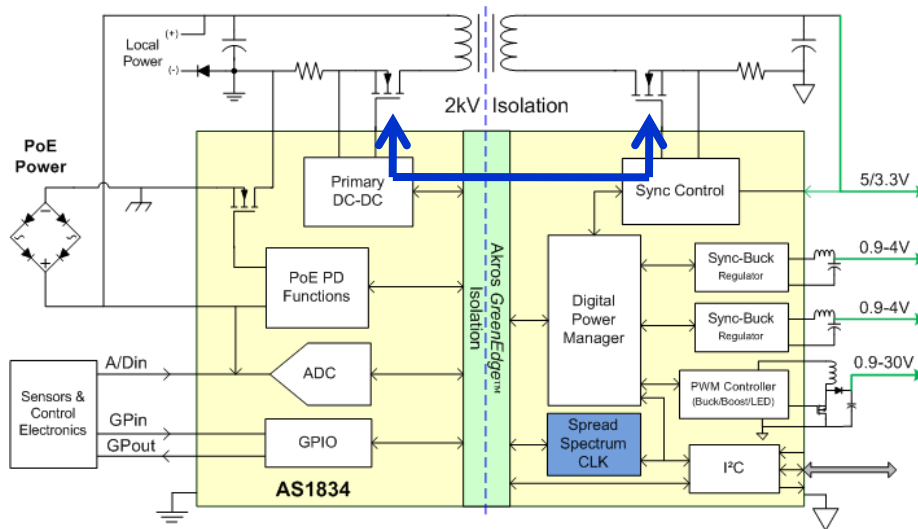 (+)
Local
Power
(-)
2kV Isolation
PoE
Power
Primary
DC-DC
Sync Control
5/3.3V
PoE PD
Functions
Akros GreenEdge™
Isolation
Digital
Power
Manager
Sync-Buck
Regulator
0.9-4V
Sync-Buck
Regulator
0.9-4V
A/Din
ADC
PWM Controller
(Buck/Boost/LED)
0.9-30V
Sensors &
Control
Electronics
GPin
GPout
GPIO
Spread
Spectrum
CLK
I²C
AS1834